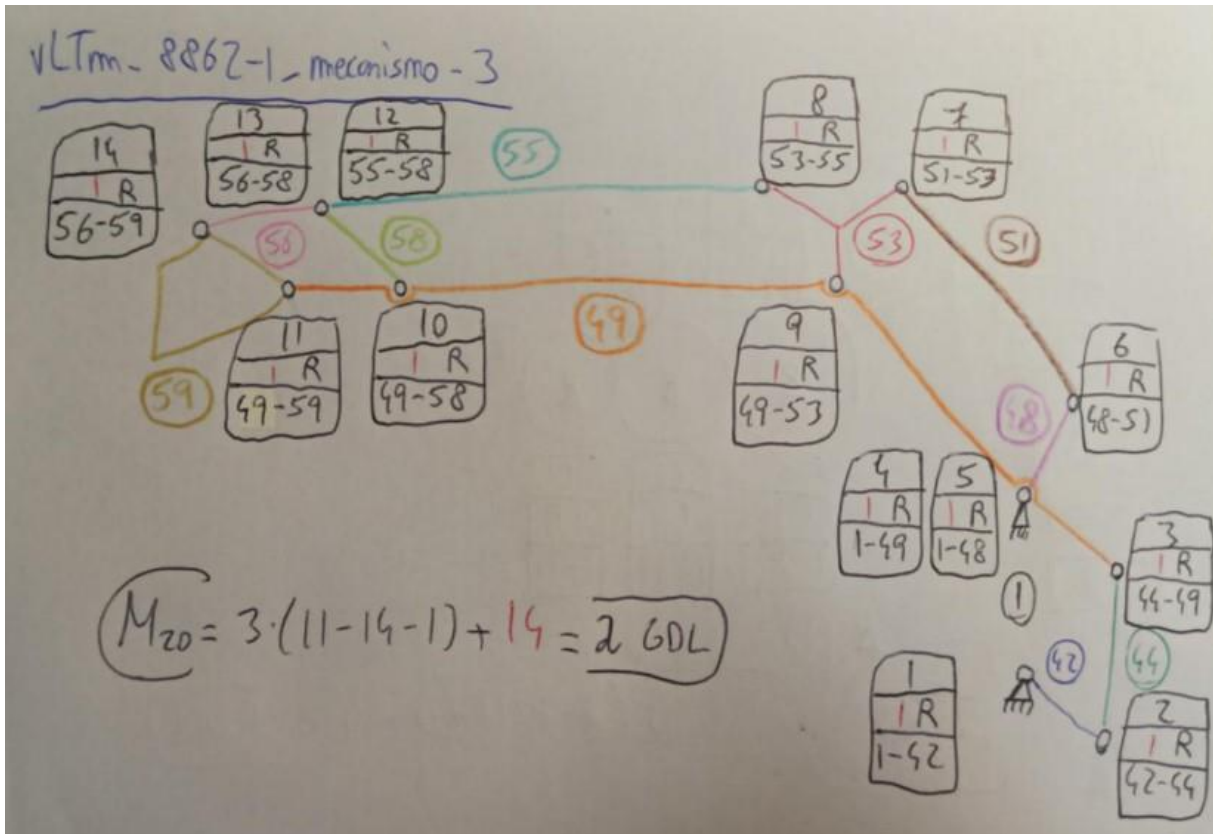 vLTm_8862-1_mecanismo-3
14
1 R
56-59
13
1 R
56-58
12
1 R
55-58
55
8
1 R
53-55
7
1 R
51-53
56
58
53
51
59
11
1 R
49-59
10
1 R
49-58
49
9
1 R
49-53
48
6
1 R
48-51
4
1 R
1-49
5
1 R
1-48
3
1 R
44-49
1
M2D = 3·(11-14-1) + 14 = 2 GDL
42
44
1
1 R
1-42
2
1 R
42-44